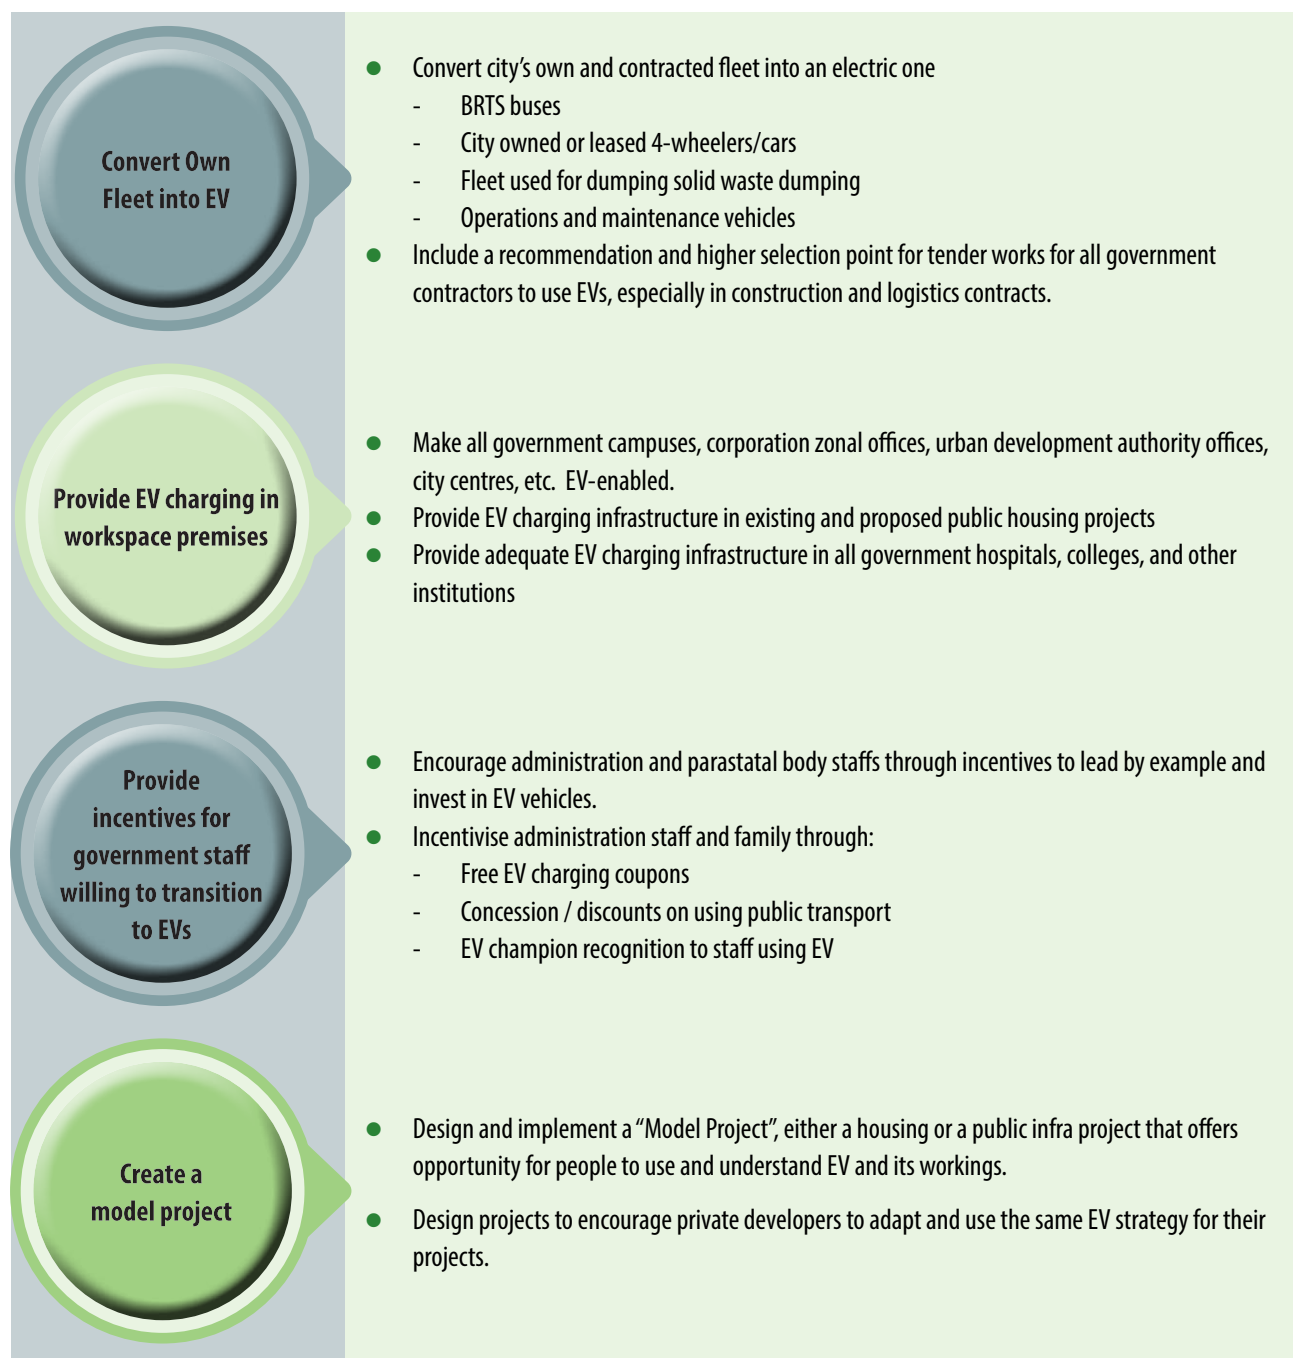 Convert Own
Fleet into EV
● Convert city's own and contracted fleet into an electric one
- BRTS buses
- City owned or leased 4-wheelers/cars
- Fleet used for dumping solid waste dumping
- Operations and maintenance vehicles
● Include a recommendation and higher selection point for tender works for all government
contractors to use EVs, especially in construction and logistics contracts.
Provide EV charging in
workspace premises
● Make all government campuses, corporation zonal offices, urban development authority offices,
city centres, etc. EV-enabled.
● Provide EV charging infrastructure in existing and proposed public housing projects
● Provide adequate EV charging infrastructure in all government hospitals, colleges, and other
institutions
Provide
incentives for
government staff
willing to transition
to EVs
● Encourage administration and parastatal body staffs through incentives to lead by example and
invest in EV vehicles.
● Incentivise administration staff and family through:
- Free EV charging coupons
- Concession / discounts on using public transport
- EV champion recognition to staff using EV
Create a
model project
● Design and implement a “Model Project”, either a housing or a public infra project that offers
opportunity for people to use and understand EV and its workings.
● Design projects to encourage private developers to adapt and use the same EV strategy for their
projects.